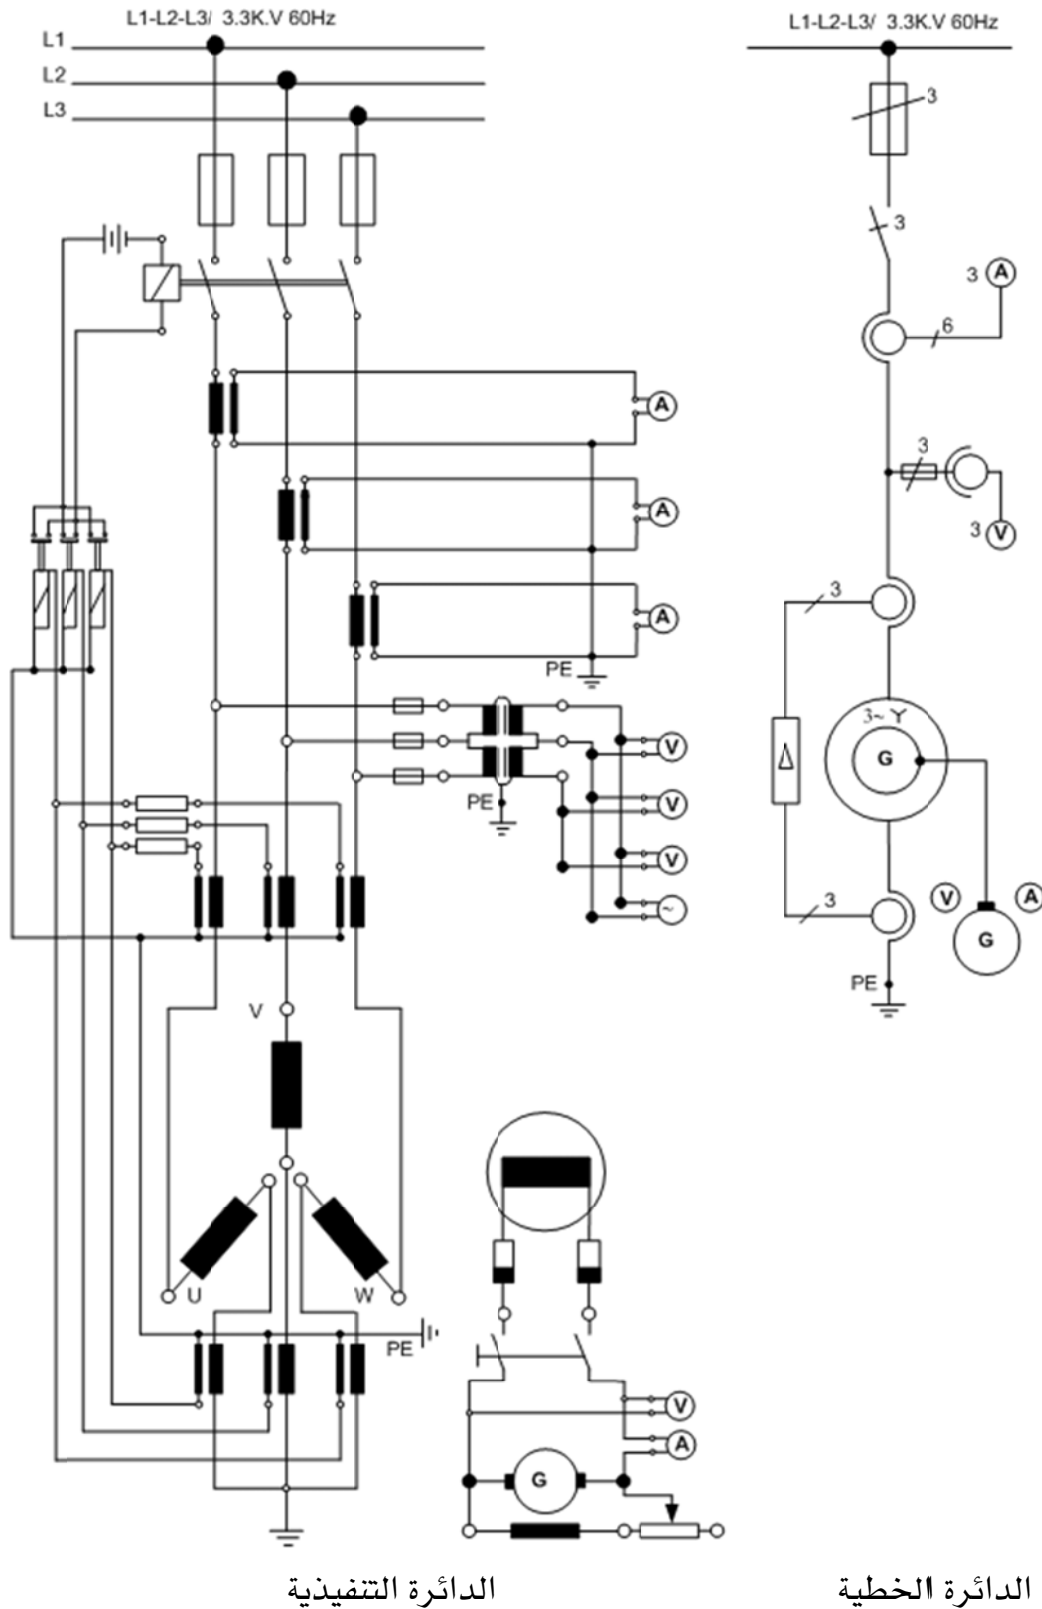 L1-L2-L3/ 3.3K.V 60Hz
L1
L2
L3
A
A
A
PE
V
V
V
~
PE
V
U
W
PE
V
A
G
الدائرة التنفيذية
L1-L2-L3/ 3.3K.V 60Hz
3
3
3 A
6
3
3 V
3
3~ Y
G
3
V
A
G
PE
الدائرة الخطية